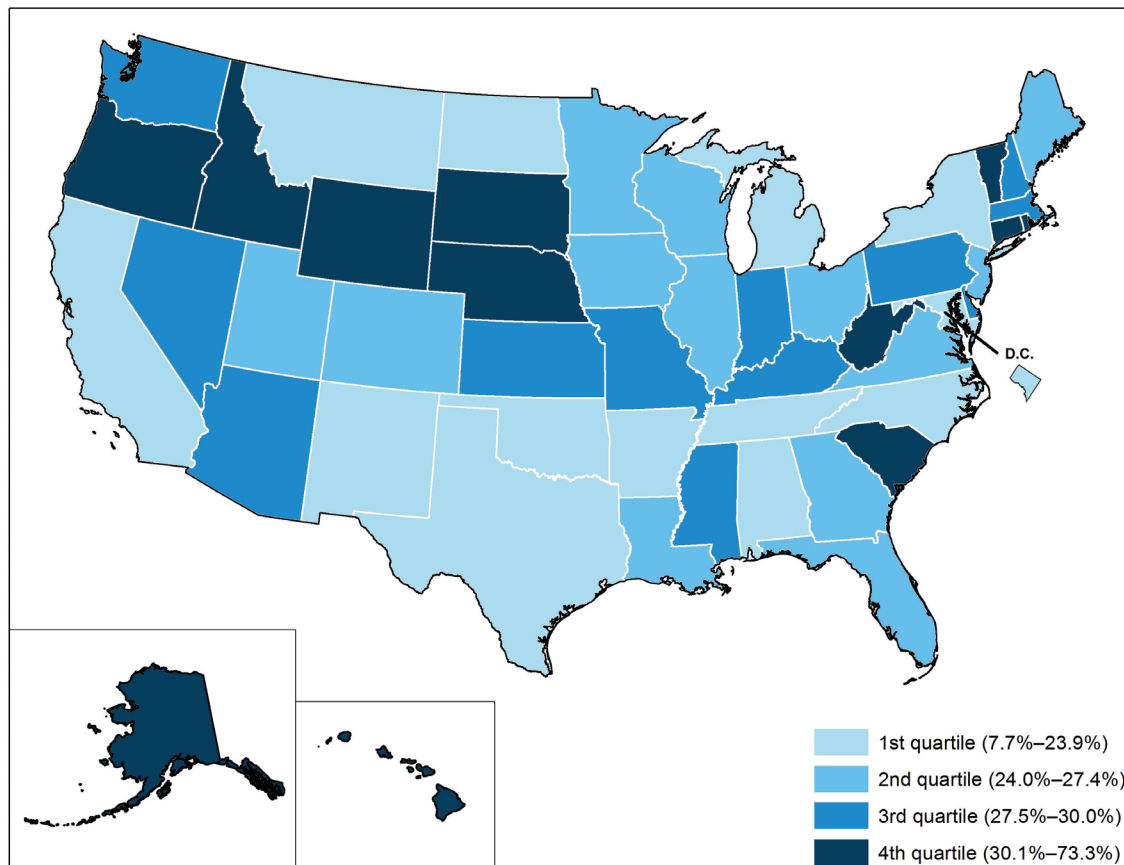 D.C.
1st quartile (7.7%–23.9%)
2nd quartile (24.0%–27.4%)
3rd quartile (27.5%–30.0%)
4th quartile (30.1%–73.3%)